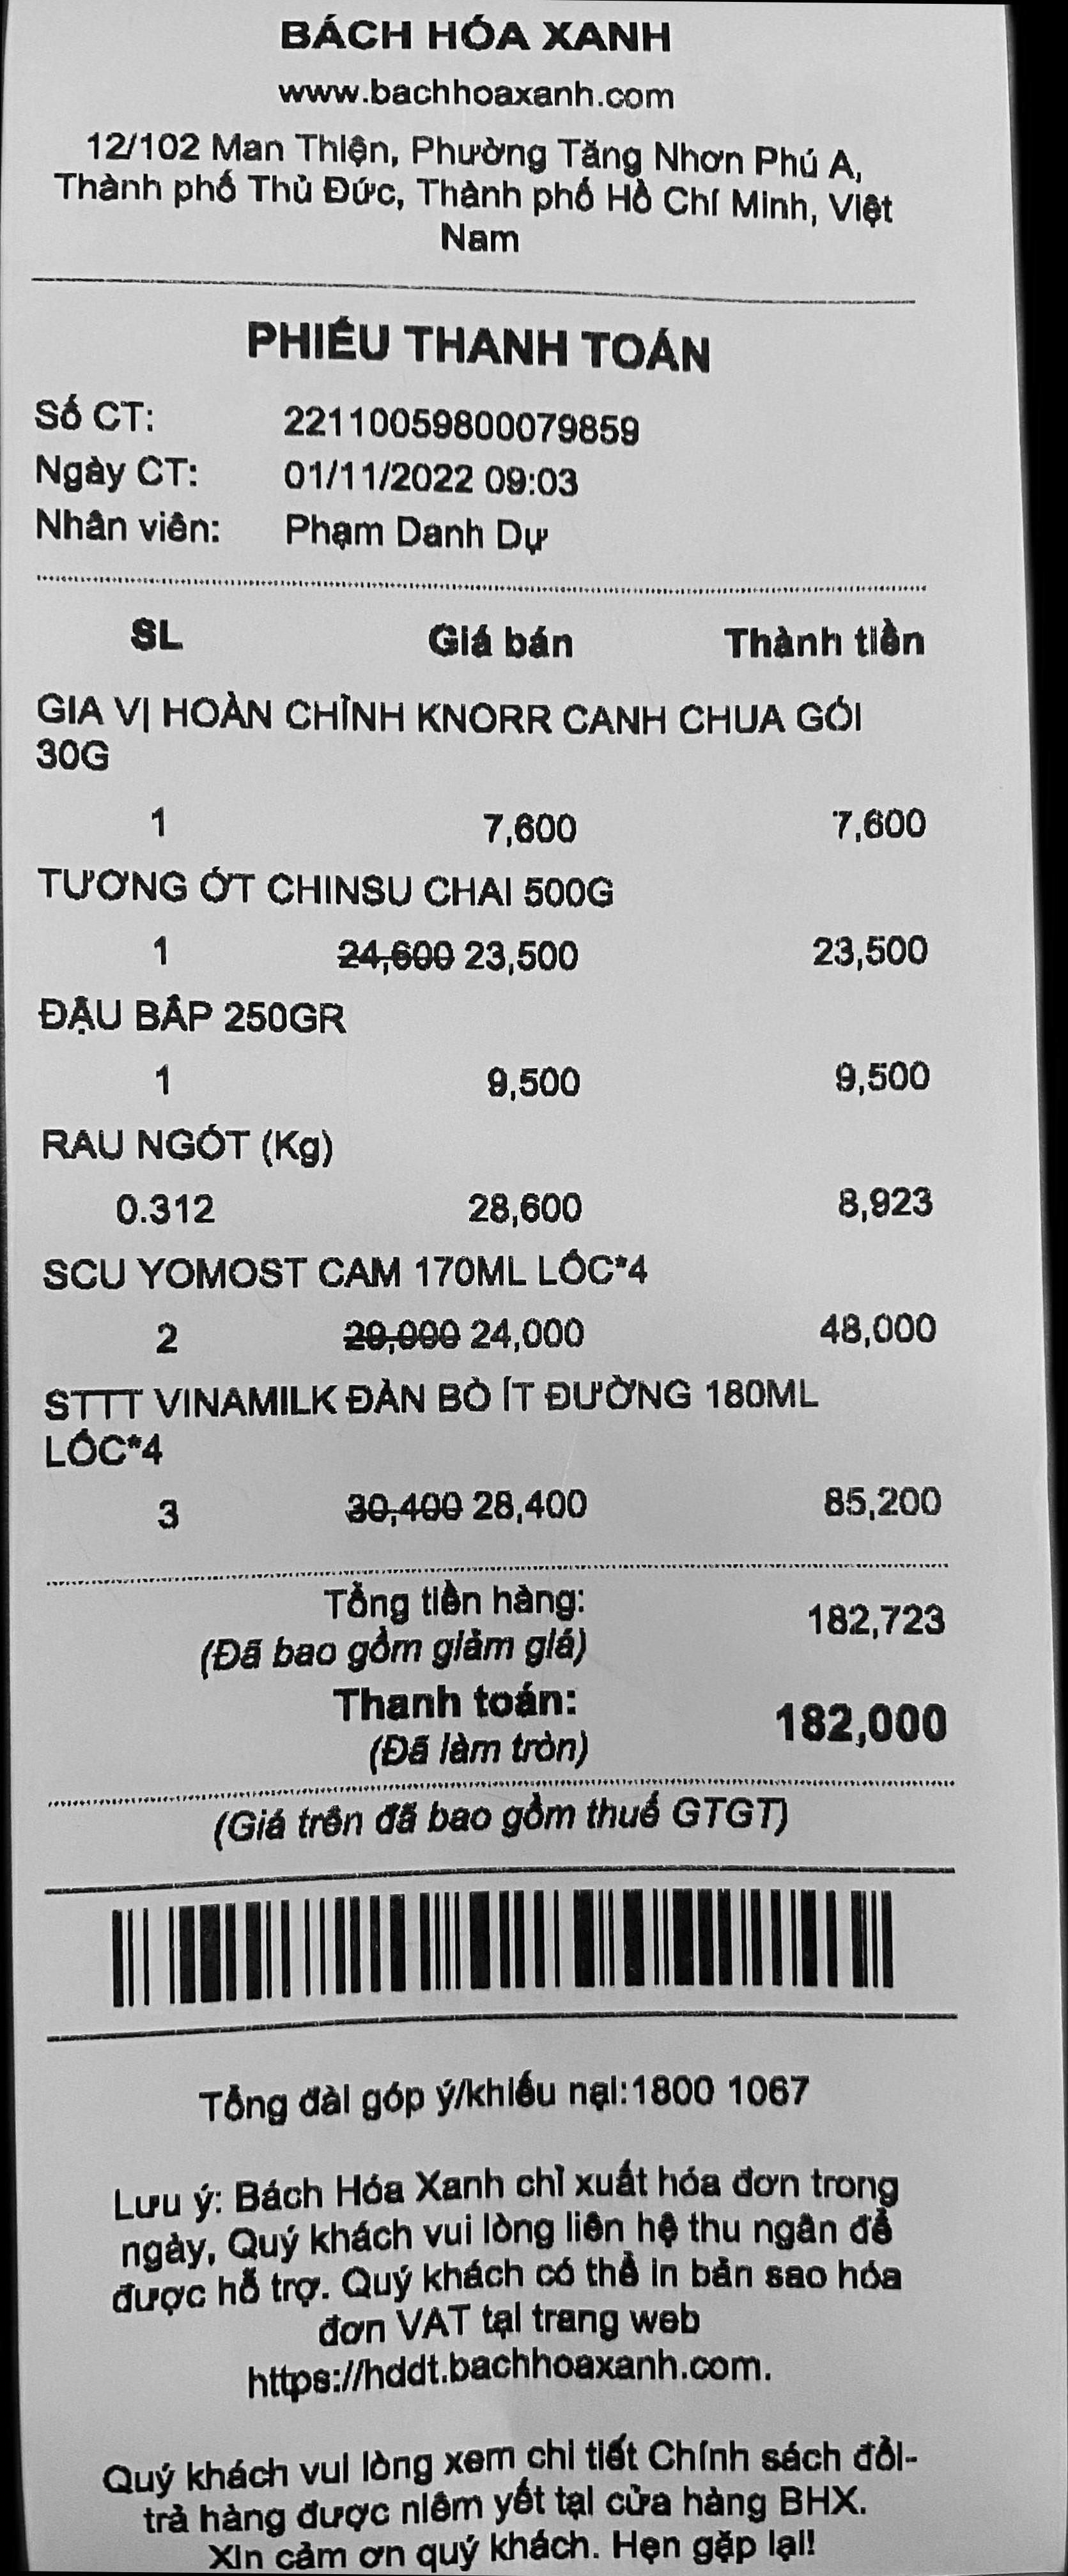 BÁCH HÓA XANH
www.bachhoaxanh.com
12/102 Man Thiện, Phường Tăng Nhơn Phú A,
Thành phố Thủ Đức, Thành phố Hồ Chí Minh, Việt
Nam
PHIẾU THANH TOÁN
Số CT: 22110059800079859
Ngày CT: 01/11/2022 09:03
Nhân viên: Phạm Danh Dự
SL Giá bán Thành tiền
GIA VỊ HOÀN CHỈNH KNORR CANH CHUA GÓI
30G
1 7,600 7,600
TƯƠNG ỚT CHINSU CHAI 500G
1 24,600 23,500 23,500
ĐẬU BẮP 250GR
1 9,500 9,500
RAU NGÓT (Kg)
0.312 28,600 8,923
SCU YOMOST CAM 170ML LỐC*4
2 29,000 24,000 48,000
STTT VINAMILK ĐÀN BÒ ÍT ĐƯỜNG 180ML
LỐC*4
3 30,400 28,400 85,200
Tổng tiền hàng: 182,723
(Đã bao gồm giảm giá)
Thanh toán: 182,000
(Đã làm tròn)
(Giá trên đã bao gồm thuế GTGT)
Tổng đài góp ý/khiếu nại:1800 1067
Lưu ý: Bách Hóa Xanh chỉ xuất hóa đơn trong
ngày, Quý khách vui lòng liên hệ thu ngân để
được hỗ trợ. Quý khách có thể in bản sao hóa
đơn VAT tại trang web
https://hddt.bachhoaxanh.com.
Quý khách vui lòng xem chi tiết Chính sách đổi-
trả hàng được niêm yết tại cửa hàng BHX.
Xin cảm ơn quý khách. Hẹn gặp lại!